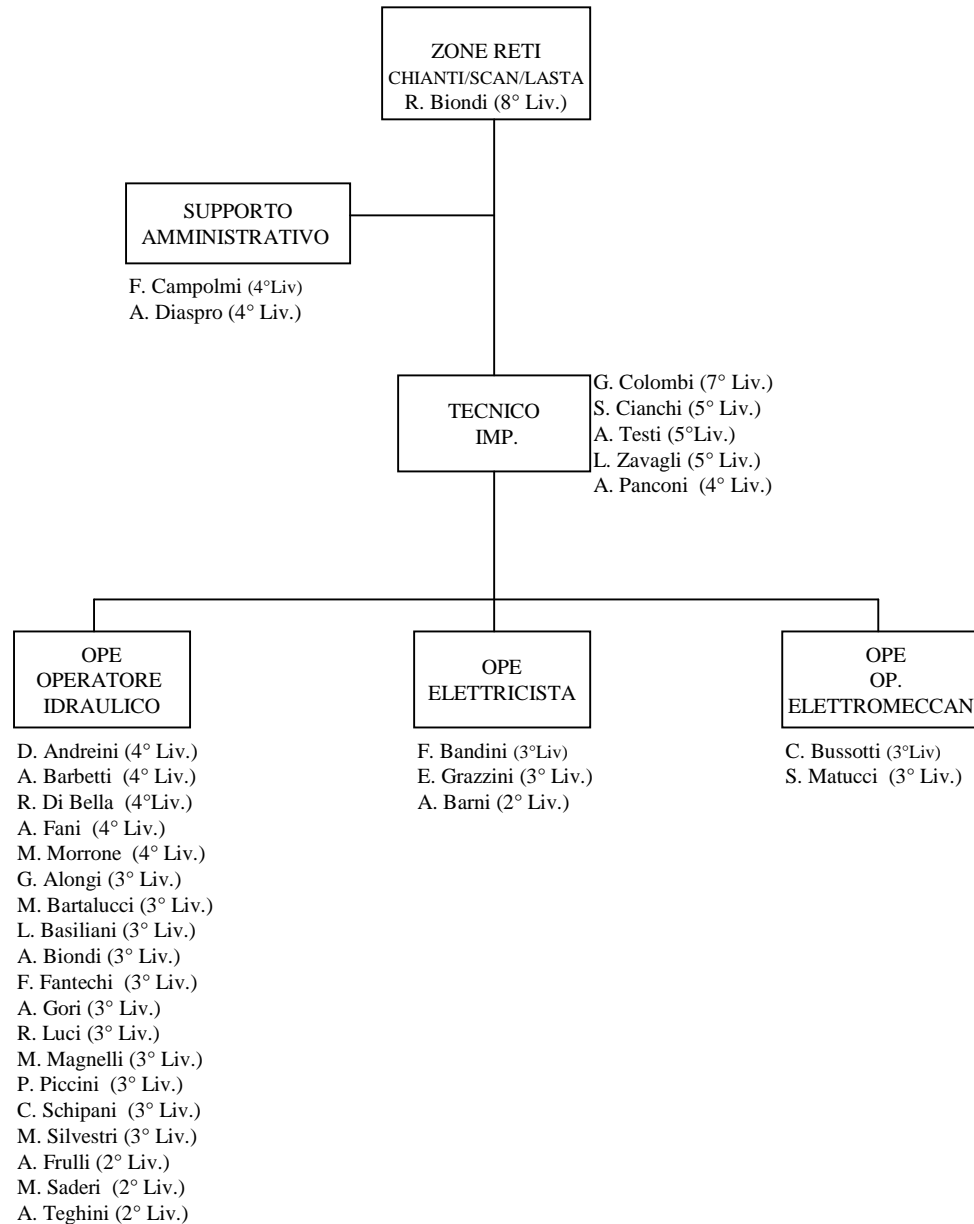 ZONE RETI
CHIANTI/SCAN/LASTA
R. Biondi (8° Liv.)
SUPPORTO
AMMINISTRATIVO
F. Campolmi (4°Liv)
A. Diaspro (4° Liv.)
TECNICO
IMP.
G. Colombi (7° Liv.)
S. Cianchi (5° Liv.)
A. Testi (5°Liv.)
L. Zavagli (5° Liv.)
A. Panconi (4° Liv.)
OPE
OPERATORE
IDRAULICO
D. Andreini (4° Liv.)
A. Barbetti (4° Liv.)
R. Di Bella (4°Liv.)
A. Fani (4° Liv.)
M. Morrone (4° Liv.)
G. Alongi (3° Liv.)
M. Bartalucci (3° Liv.)
L. Basiliani (3° Liv.)
A. Biondi (3° Liv.)
F. Fantechi (3° Liv.)
A. Gori (3° Liv.)
R. Luci (3° Liv.)
M. Magnelli (3° Liv.)
P. Piccini (3° Liv.)
C. Schipani (3° Liv.)
M. Silvestri (3° Liv.)
A. Frulli (2° Liv.)
M. Saderi (2° Liv.)
A. Teghini (2° Liv.)
OPE
ELETTRICISTA
F. Bandini (3°Liv)
E. Grazzini (3° Liv.)
A. Barni (2° Liv.)
OPE
OP.
ELETTROMECCAN
C. Bussotti (3°Liv)
S. Matucci (3° Liv.)